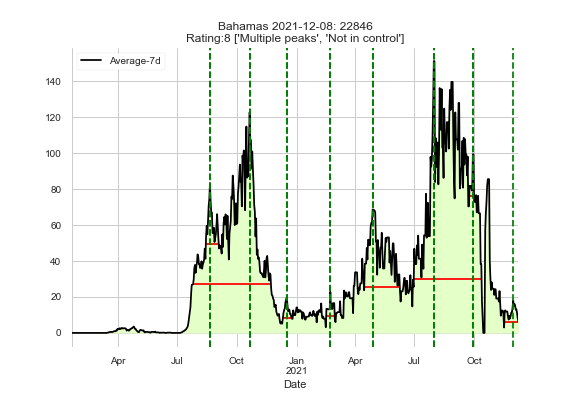 Bahamas 2021-12-08: 22846
Rating:8 ['Multiple peaks', 'Not in control']
Average-7d
140
120
100
80
60
40
20
0
Apr Jul Oct Jan Apr Jul Oct
2021
Date